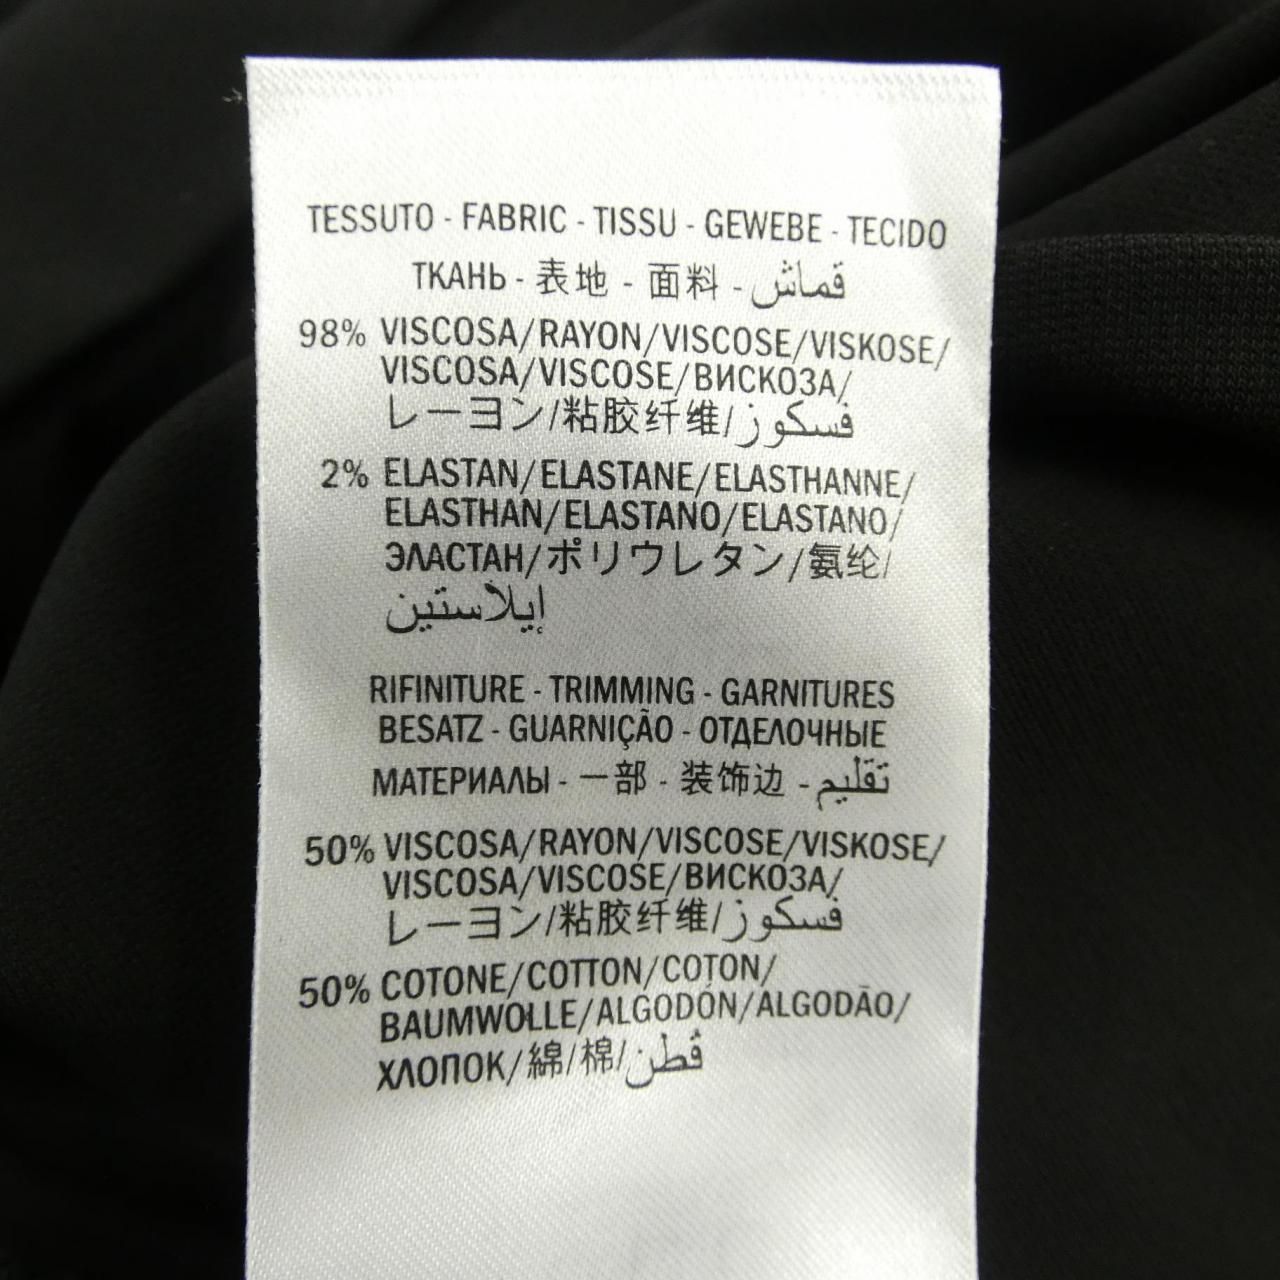 TESSUTO - FABRIC - TISSU - GEWEBE - TECIDO
ТКАНЬ - 表地 - 面料 - قماش
98% VISCOSA/RAYON/VISCOSE/VISKOSE/
VISCOSA/VISCOSE/ВИСКОЗА/
レーヨン/粘胶纤维/فسكوز
2% ELASTAN/ELASTANE/ELASTHANNE/
ELASTHAN/ELASTANO/ELASTANO/
ЭЛАСТАН/ポリウレタン/氨纶/
إيلاستين
RIFINITURE - TRIMMING - GARNITURES
BESATZ - GUARNIÇÃO - ОТДЕЛОЧНЫЕ
МАТЕРИАЛЫ - 一部 - 装饰边 - تقليم
50% VISCOSA/RAYON/VISCOSE/VISKOSE/
VISCOSA/VISCOSE/ВИСКОЗА/
レーヨン/粘胶纤维/فسكوز
50% COTONE/COTTON/COTON/
BAUMWOLLE/ALGODÓN/ALGODÃO/
ХЛОПОК/綿/棉/قطن